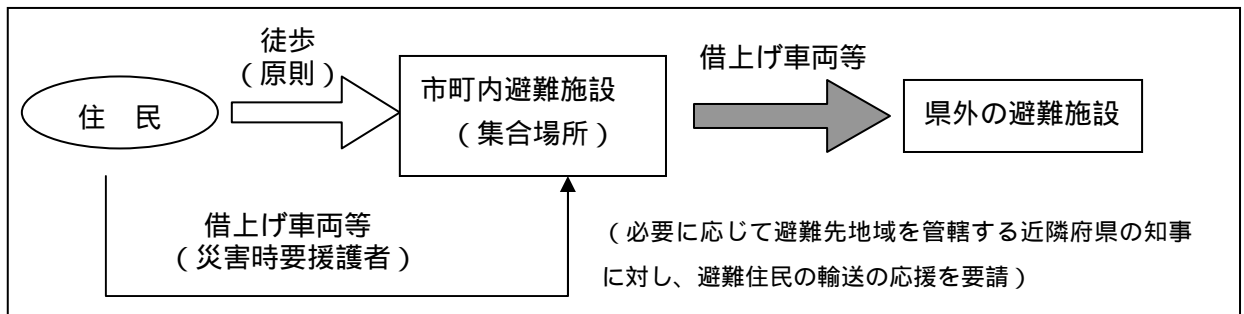 徒歩
（原則）
住　民
市町内避難施設
（集合場所）
借上げ車両等
県外の避難施設
借上げ車両等
（災害時要援護者）
（必要に応じて避難先地域を管轄する近隣府県の知事
に対し、避難住民の輸送の応援を要請）